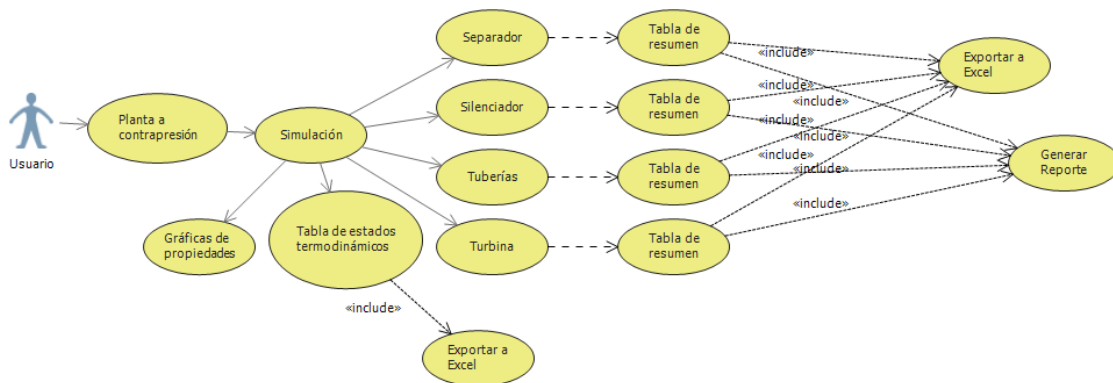 Separador
Tabla de
resumen
«include»
Exportar a
Excel
Silenciador
Tabla de
resumen
«include»
Usuario
Planta a
contrapresión
Simulación
«include»
«include»
Tuberías
Tabla de
resumen
«include»
«include»
Generar
Reporte
«include»
Gráficas de
propiedades
Tabla de estados
termodinámicos
Turbina
Tabla de
resumen
«include»
Exportar a
Excel